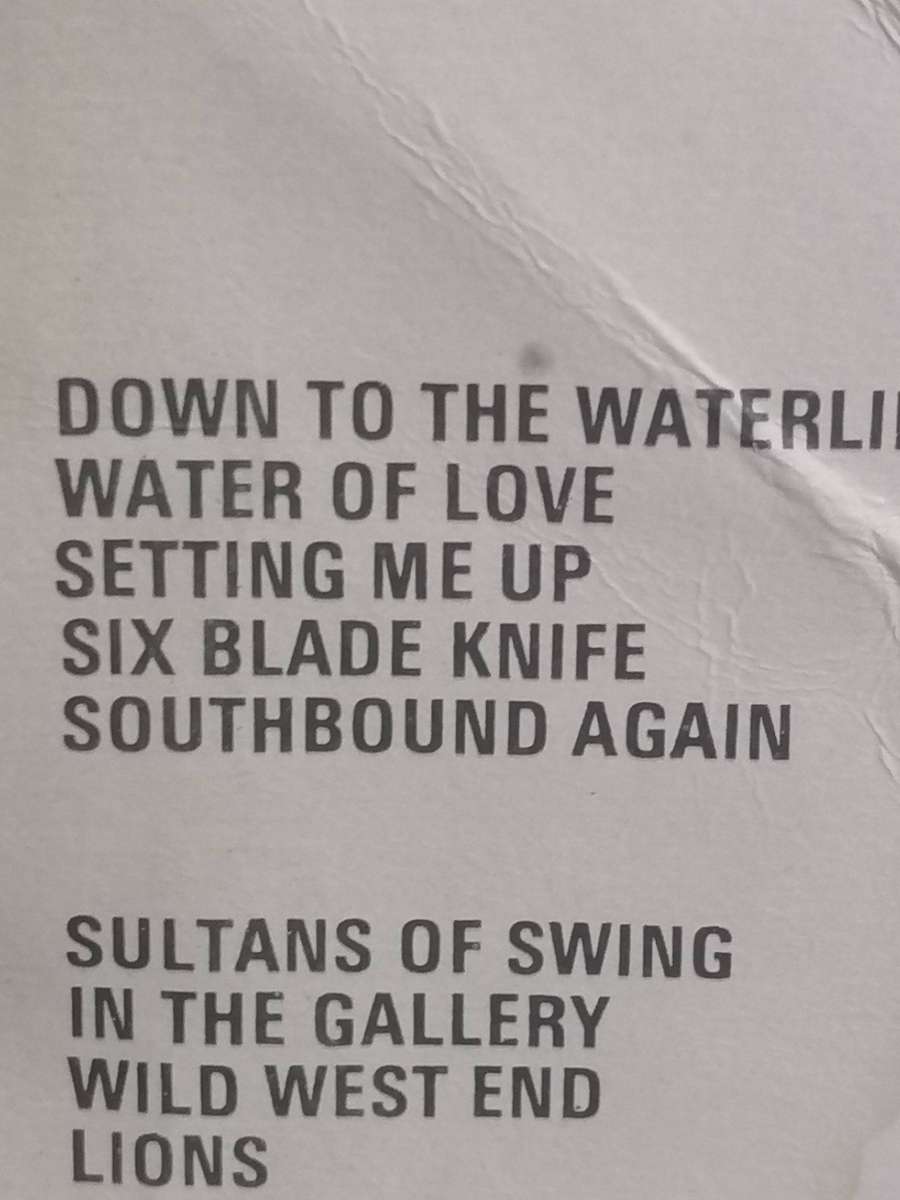 DOWN TO THE WATERLI
WATER OF LOVE
SETTING ME UP
SIX BLADE KNIFE
SOUTHBOUND AGAIN
SULTANS OF SWING
IN THE GALLERY
WILD WEST END
LIONS